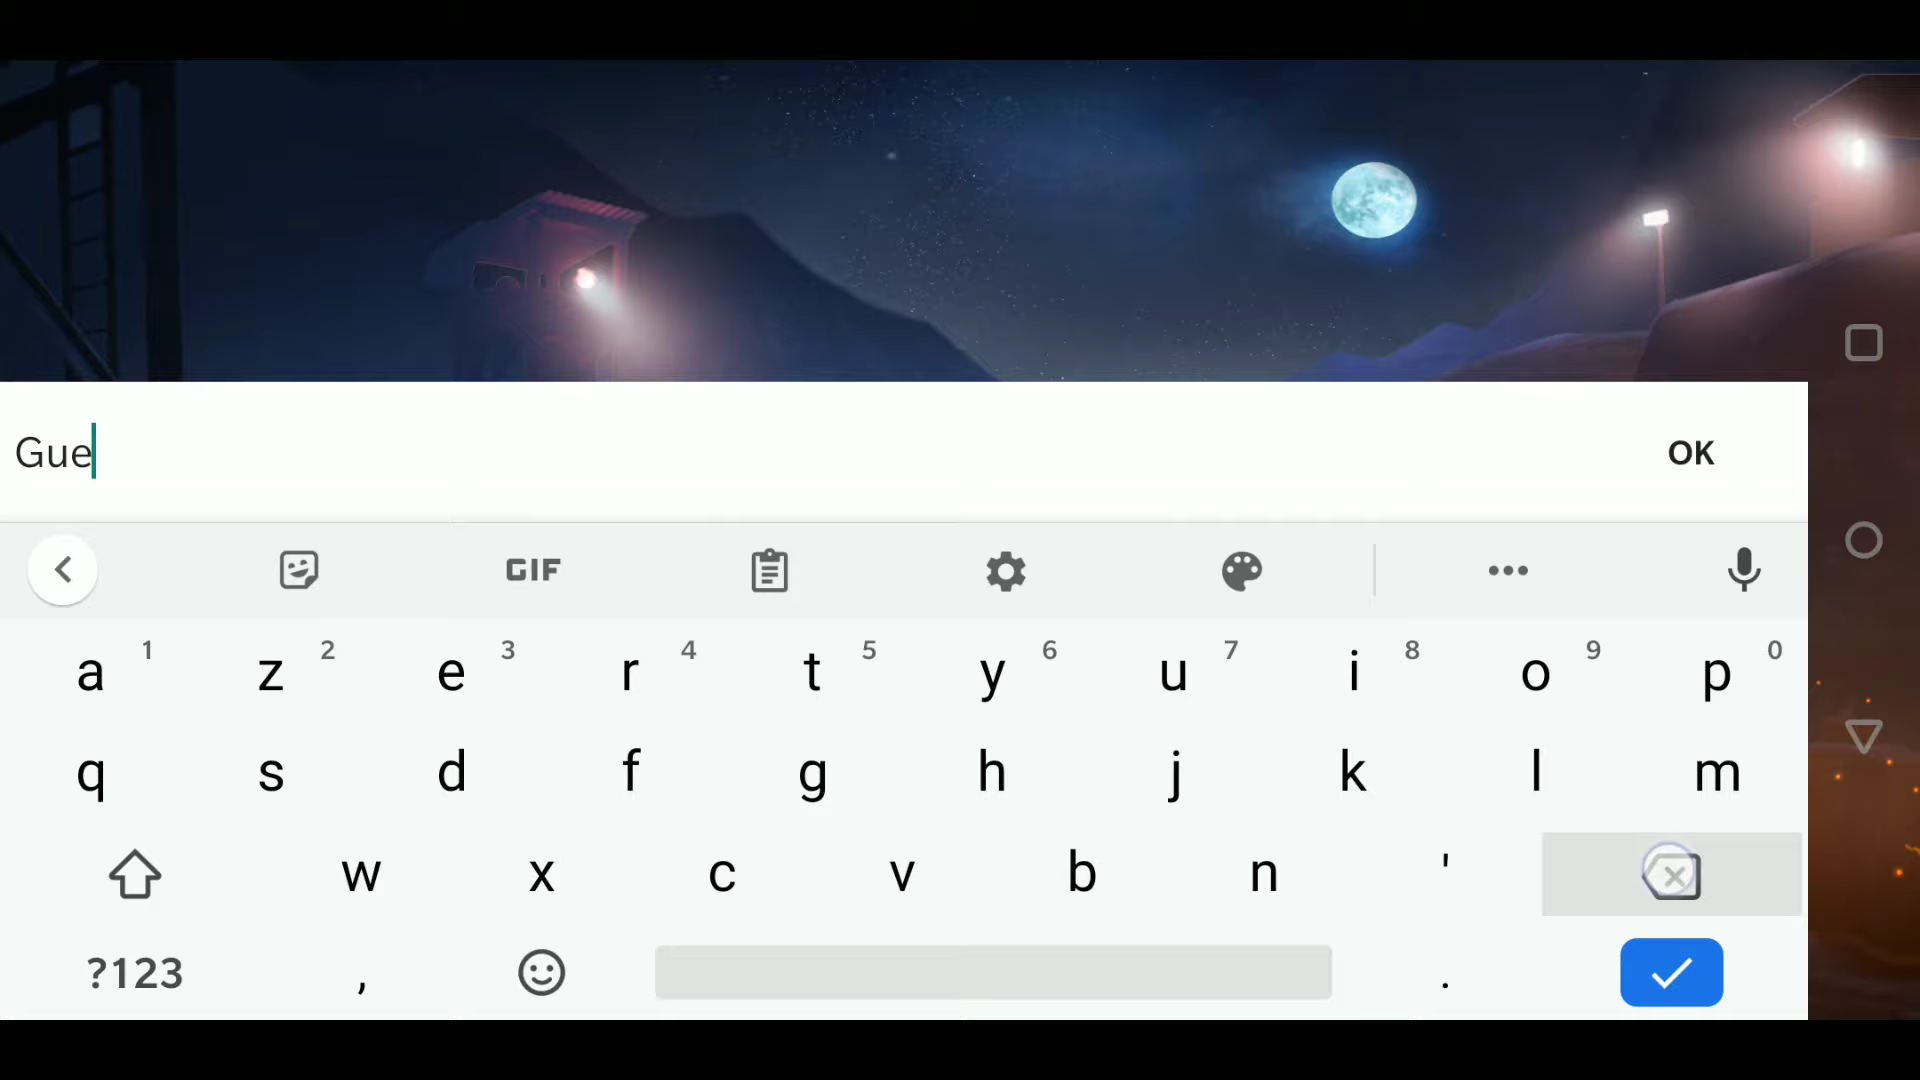 Gue
OK
GIF
a 1 z 2 e 3 r 4 t 5 y 6 u 7 i 8 o 9 p 0
q s d f g h j k l m
w x c v b n '
?123 , .